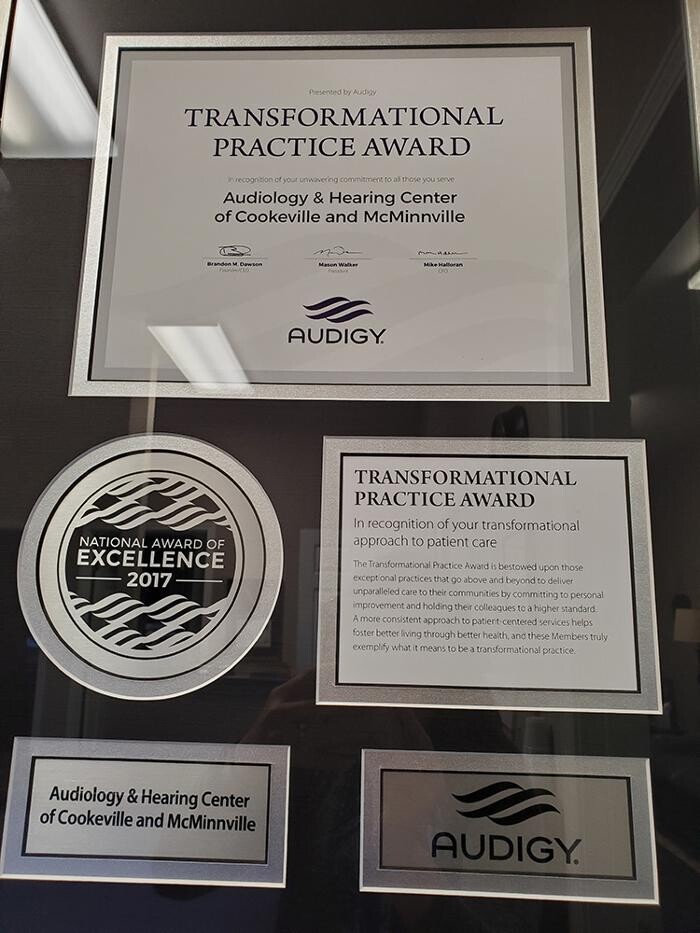 Presented by Audigy
TRANSFORMATIONAL
PRACTICE AWARD
In recognition of your unwavering commitment to all those you serve
Audiology & Hearing Center
of Cookeville and McMinnville
Brandon M. Dawson
Founder/CEO
Mason Walker
President
Mike Halloran
CFO
AUDIGY.
NATIONAL AWARD OF
EXCELLENCE
2017
TRANSFORMATIONAL
PRACTICE AWARD
In recognition of your transformational
approach to patient care
The Transformational Practice Award is bestowed upon those
exceptional practices that go above and beyond to deliver
unparalleled care to their communities by committing to personal
improvement and holding their colleagues to a higher standard.
A more consistent approach to patient-centered services helps
foster better living through better health, and these Members truly
exemplify what it means to be a transformational practice.
Audiology & Hearing Center
of Cookeville and McMinnville
AUDIGY.